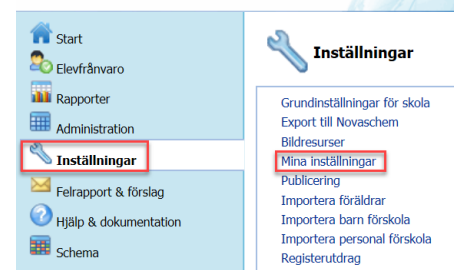 Start
Elevfrånvaro
Rapporter
Administration
Inställningar
Felrapport & förslag
Hjälp & dokumentation
Schema
Inställningar
Grundinställningar för skola
Export till Novaschem
Bildresurser
Mina inställningar
Publicering
Importera föräldrar
Importera barn förskola
Importera personal förskola
Registerutdrag